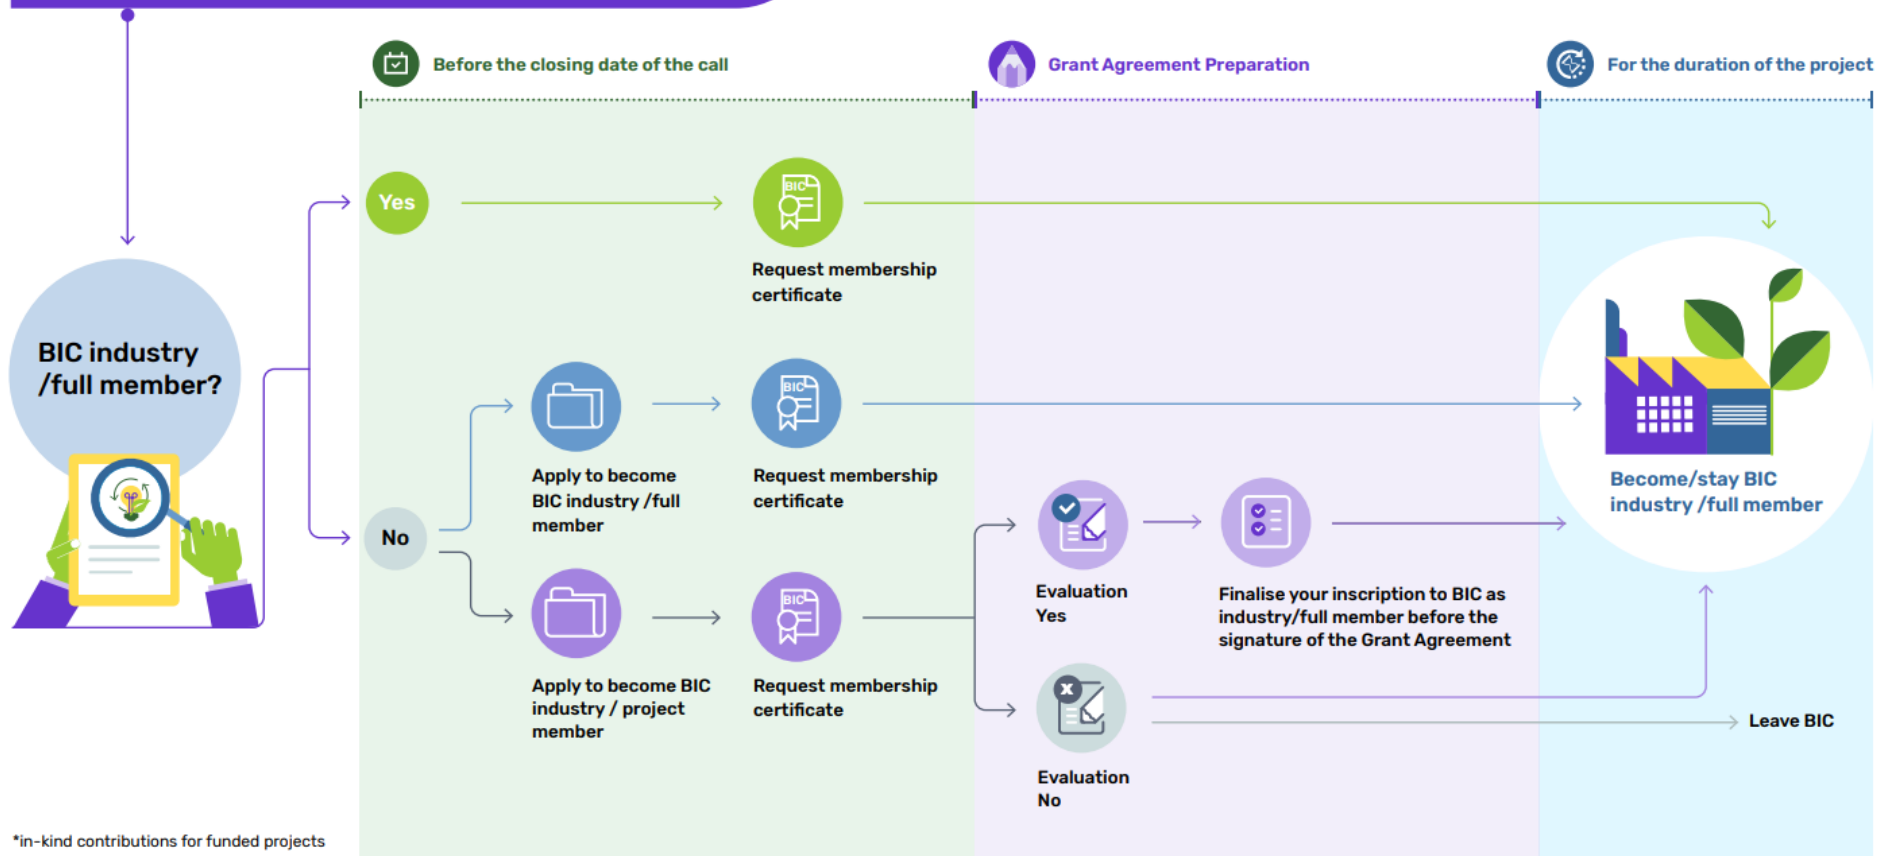 Before the closing date of the call
Grant Agreement Preparation
For the duration of the project
Yes
BIC
Request membership
certificate
BIC industry
/full member?
BIC
Apply to become
BIC industry /full
member
Request membership
certificate
Become/stay BIC
industry /full member
No
BIC
Apply to become BIC
industry / project
member
Request membership
certificate
Evaluation
Yes
Finalise your inscription to BIC as
industry/full member before the
signature of the Grant Agreement
Evaluation
No
Leave BIC
*in-kind contributions for funded projects